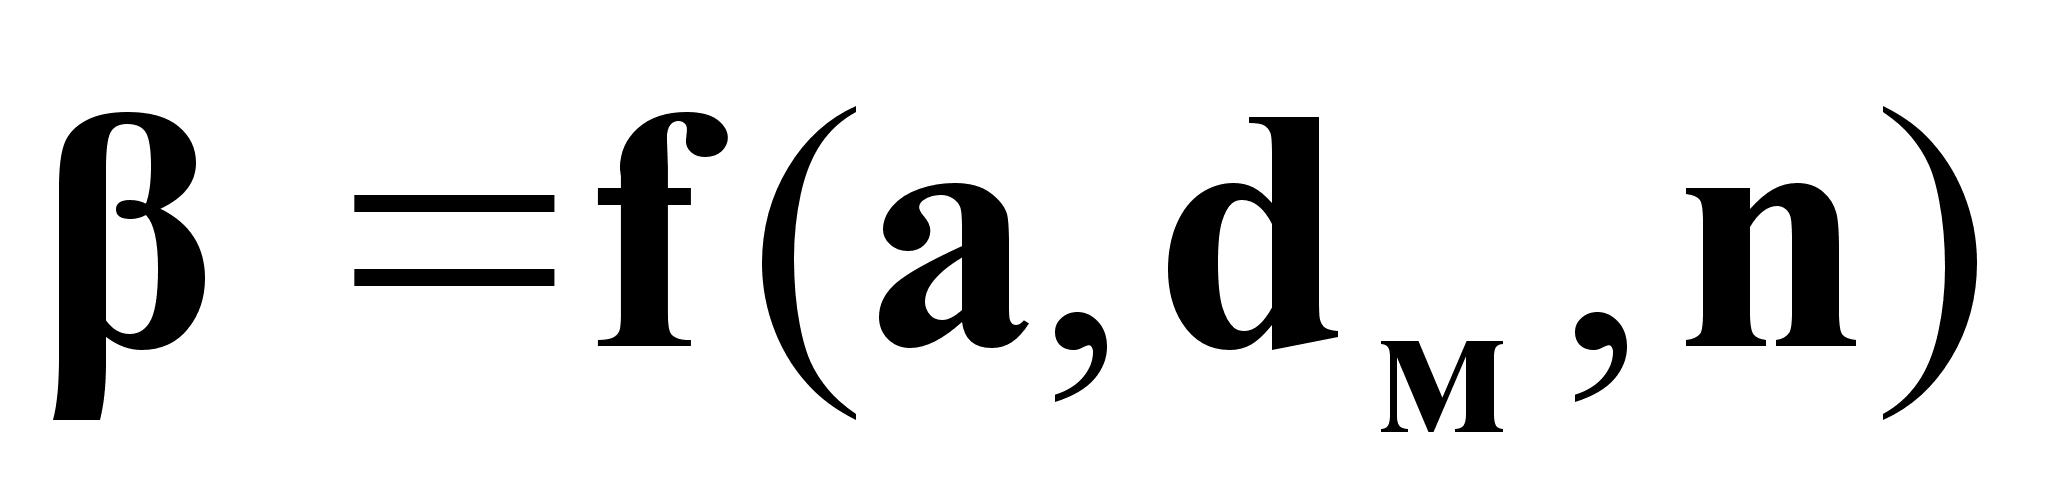 β = f(a, dм, n)